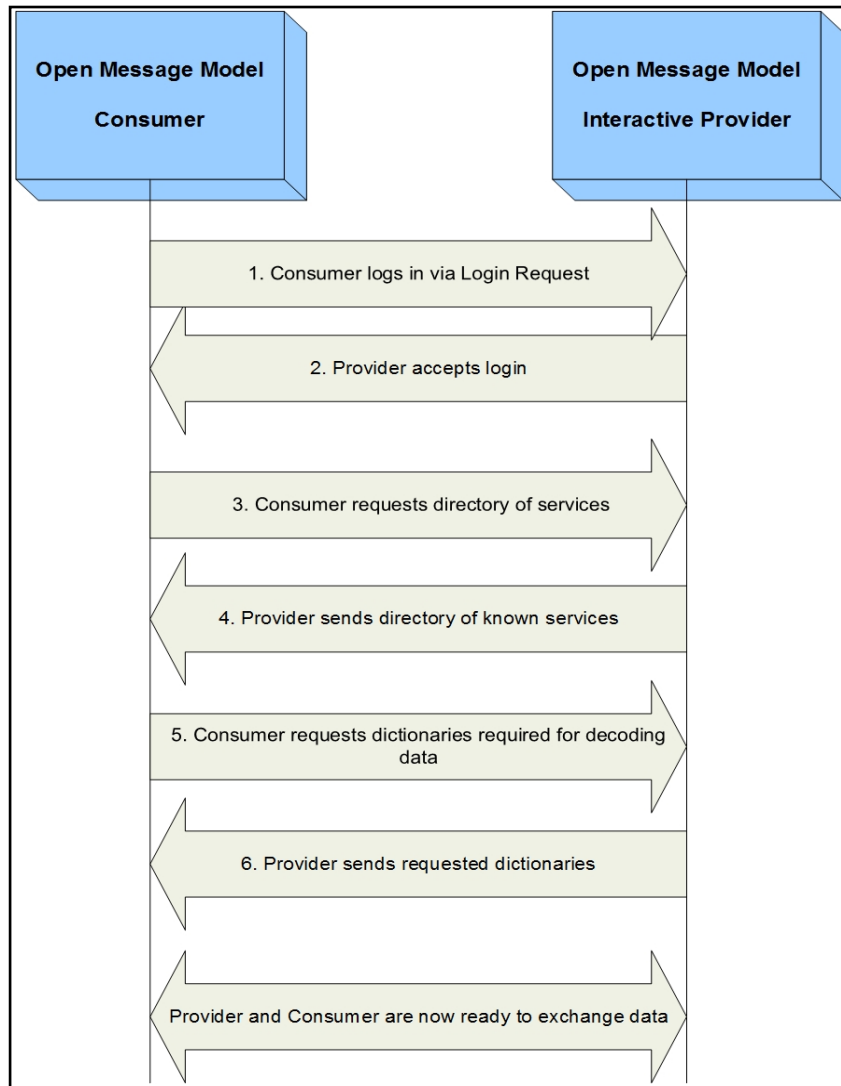 Open Message Model
Consumer
Open Message Model
Interactive Provider
1. Consumer logs in via Login Request
2. Provider accepts login
3. Consumer requests directory of services
4. Provider sends directory of known services
5. Consumer requests dictionaries required for decoding
data
6. Provider sends requested dictionaries
Provider and Consumer are now ready to exchange data